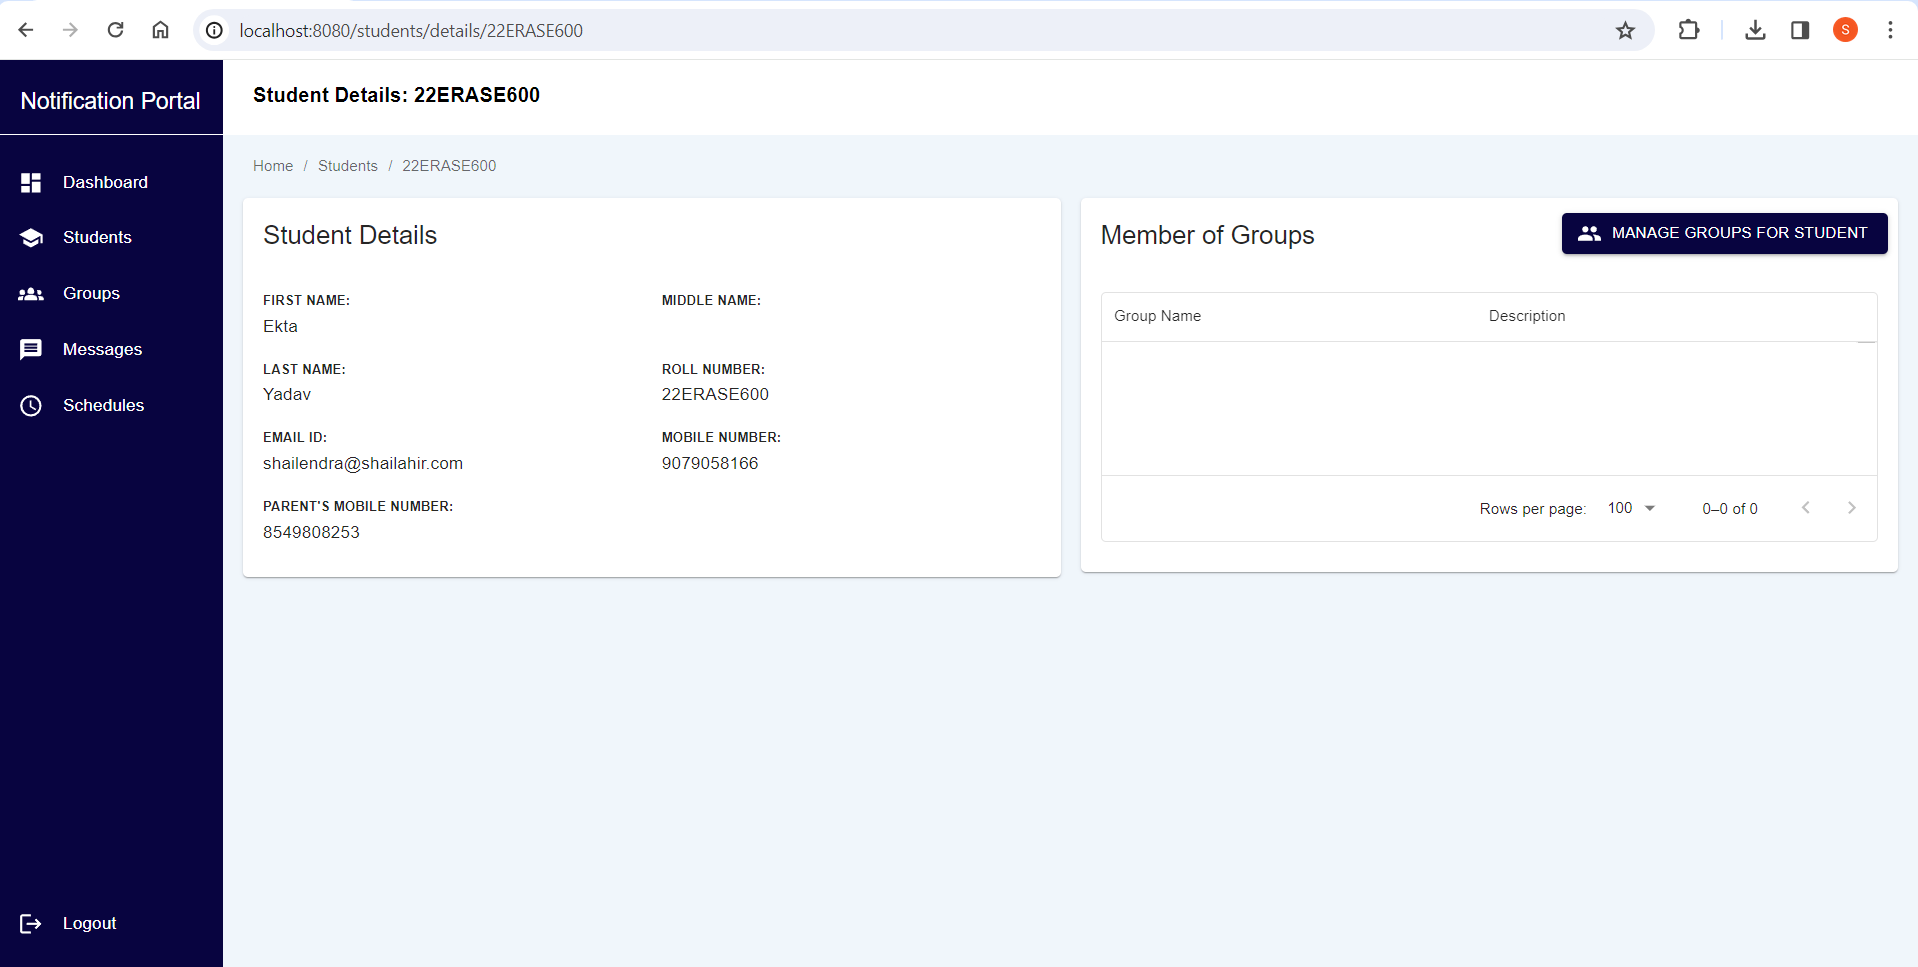 localhost:8080/students/details/22ERASE600
S
Notification Portal
Student Details: 22ERASE600
Dashboard
Students
Groups
Messages
Schedules
Logout
Home / Students / 22ERASE600
Student Details
FIRST NAME:
Ekta
MIDDLE NAME:
LAST NAME:
Yadav
ROLL NUMBER:
22ERASE600
EMAIL ID:
shailendra@shailahir.com
MOBILE NUMBER:
9079058166
PARENT'S MOBILE NUMBER:
8549808253
Member of Groups
MANAGE GROUPS FOR STUDENT
Group Name Description
Rows per page: 100 0–0 of 0